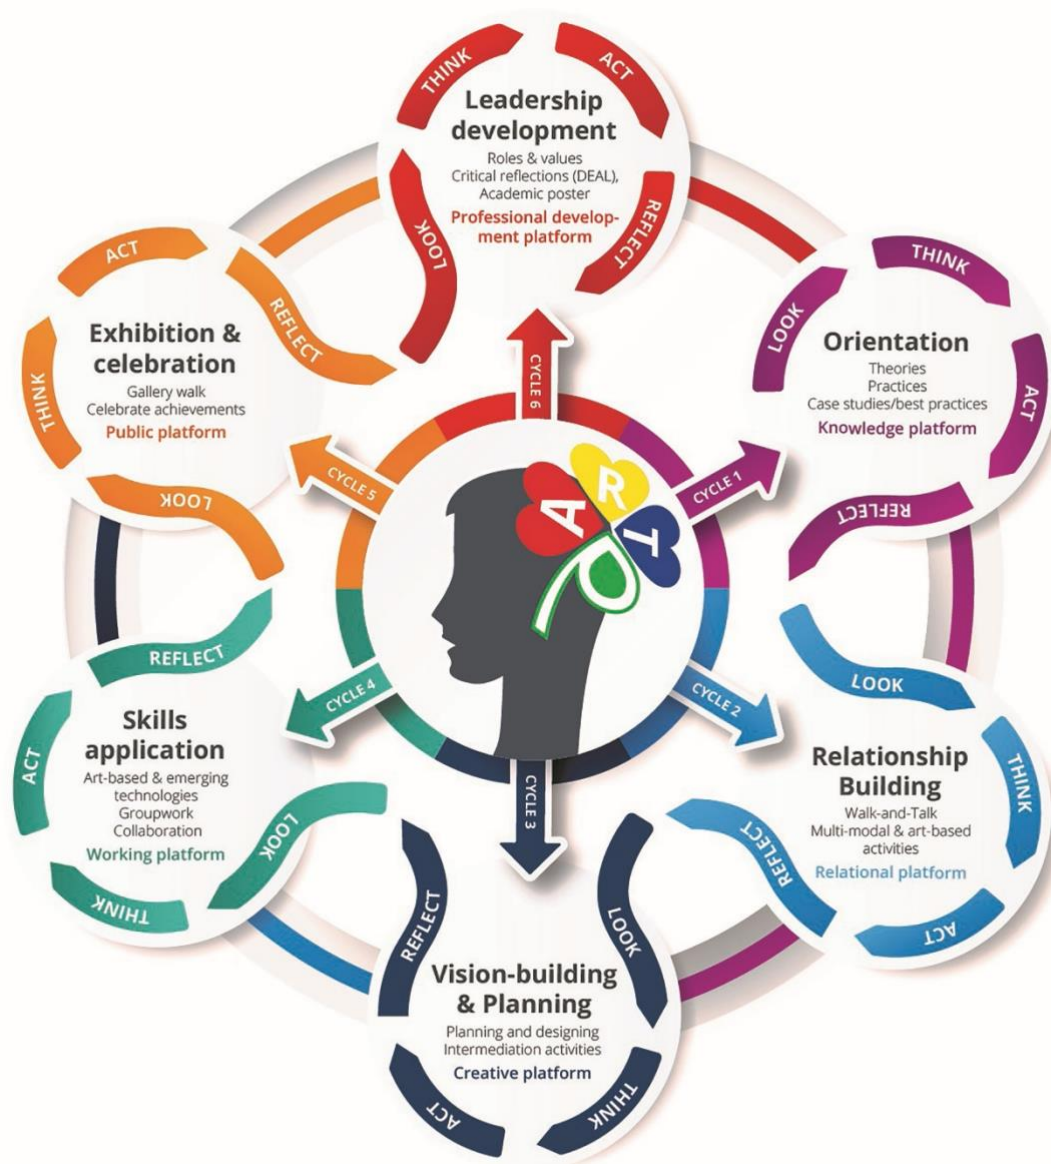 THINK
ACT
Leadership
development
Roles & values
Critical reflections (DEAL),
Academic poster
Professional develop-
ment platform
LOOK
REFLECT
CYCLE 6
LOOK
THINK
ACT
REFLECT
Orientation
Theories
Practices
Case studies/best practices
Knowledge platform
CYCLE 1
LOOK
THINK
ACT
REFLECT
Relationship
Building
Walk-and-Talk
Multi-modal & art-based
activities
Relational platform
CYCLE 2
LOOK
THINK
ACT
REFLECT
Vision-building
& Planning
Planning and designing
Intermediation activities
Creative platform
CYCLE 3
LOOK
THINK
ACT
REFLECT
Skills
application
Art-based & emerging
technologies
Groupwork
Collaboration
Working platform
CYCLE 4
LOOK
THINK
ACT
REFLECT
Exhibition &
celebration
Gallery walk
Celebrate achievements
Public platform
CYCLE 5
pART